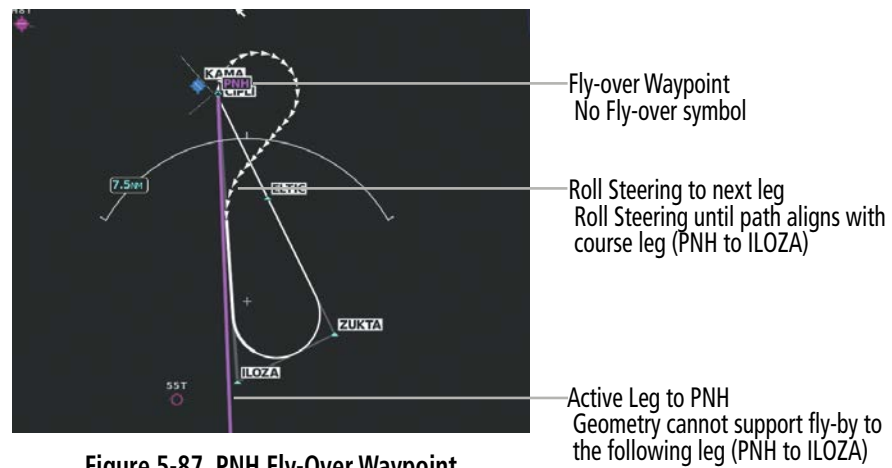 KAMA
PNH
7.5NM
ZUKTA
ILOZA
55T
Fly-over Waypoint
No Fly-over symbol
Roll Steering to next leg
Roll Steering until path aligns with
course leg (PNH to ILOZA)
Active Leg to PNH
Geometry cannot support fly-by to
the following leg (PNH to ILOZA)
Figure 5-87 PNH Fly-Over Waypoint